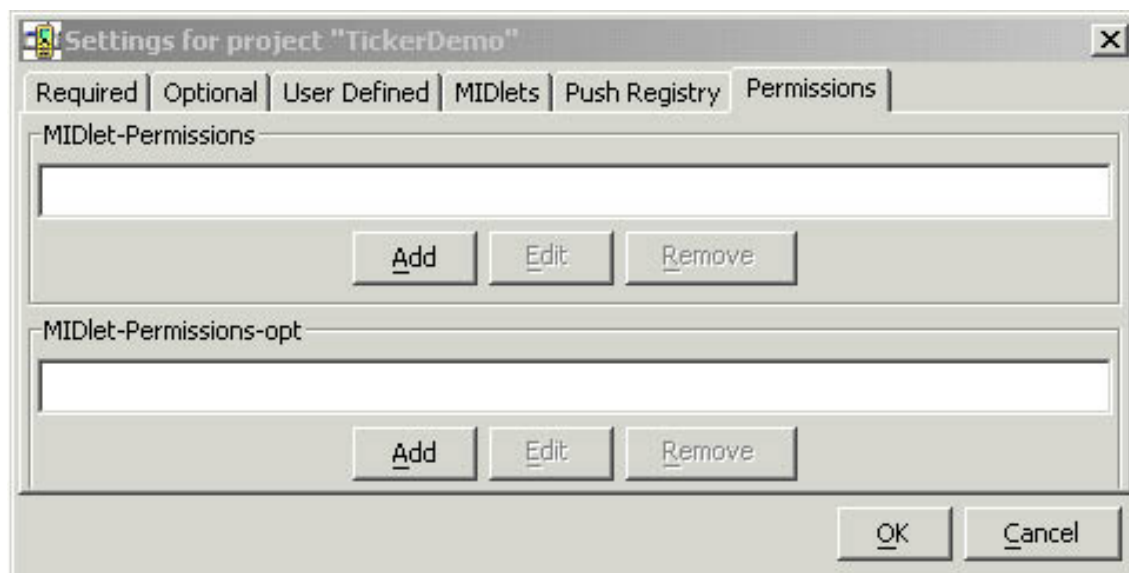 Settings for project "TickerDemo"
Required Optional User Defined MIDlets Push Registry Permissions
MIDlet-Permissions
Add Edit Remove
MIDlet-Permissions-opt
Add Edit Remove
OK Cancel